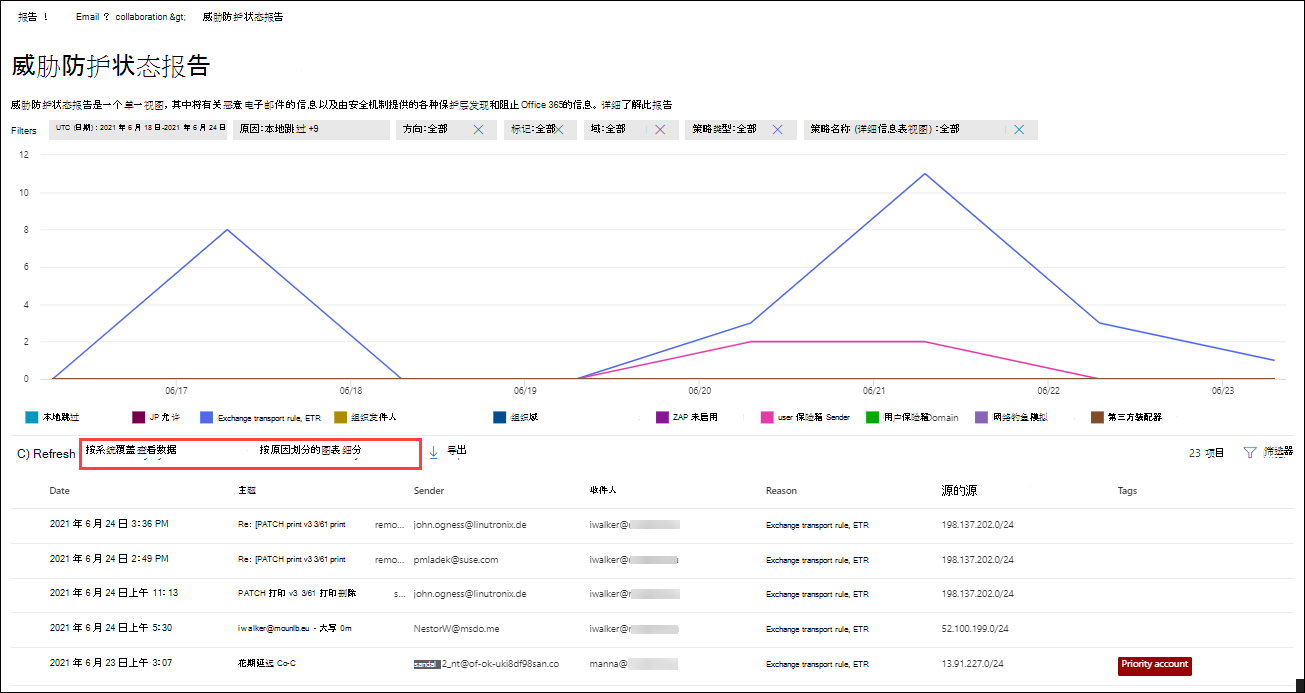 报告 ! Email ? collaboration &gt; 威胁防护状态报告
威胁防护状态报告
威胁防护状态报告是一个单一视图，其中将有关恶意电子邮件的信息以及由安全机制提供的各种保护层发现和阻止 Office 365的信息。详细了解此报告
Filters UTC (日期)：2021 年 6 月 18 日-2021 年 6 月 24 日 原因：本地跳过 +9 方向：全部 标记：全部 域：全部 策略类型：全部 策略名称 (详细信息表视图)：全部
12
10
8
6
4
2
0
06/17 06/18 06/19 06/20 06/21 06/22 06/23
本地跳过 JP 允许 Exchange transport rule, ETR 组织发件人 组织域 ZAP 未启用 user 保险箱 Sender 用户保险箱Domain 网络钓鱼模拟 第三方装配器
C) Refresh 按系统覆盖查看数据 按原因划分的图表细分 导出 23 项目 筛选器
Date 主题 Sender 收件人 Reason 源的源 Tags
2021 年 6 月 24 日 3:36 PM Re: [PATCH print v3 3/61 print remo... john.ogness@linutronix.de iwalker@ Exchange transport rule, ETR 198.137.202.0/24
2021 年 6 月 24 日 2:49 PM Re: [PATCH print v3 3/61 print remo... pmladek@suse.com iwalker@ Exchange transport rule, ETR 198.137.202.0/24
2021 年 6 月 24 日上午 11：13 PATCH 打印 v3 3/61 打印删除 s... john.ogness@linutronix.de iwalker@ Exchange transport rule, ETR 198.137.202.0/24
2021 年 6 月 24 日上午 5:30 iwalker@mounlb.eu - 大写 0m NestorW@msdo.me iwalker@ Exchange transport rule, ETR 52.100.199.0/24
2021 年 6 月 23 日上午 3:07 花期延迟 Co-C sandal 2_nt@of-ok-uki8df98san.co manna@ Exchange transport rule, ETR 13.91.227.0/24 Priority account